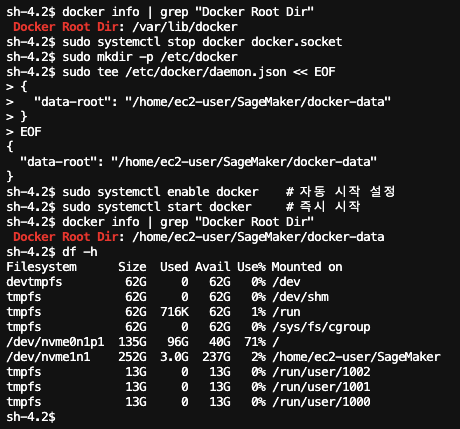 sh-4.2$ docker info | grep "Docker Root Dir"
 Docker Root Dir: /var/lib/docker
sh-4.2$ sudo systemctl stop docker.socket
sh-4.2$ sudo mkdir -p /etc/docker
sh-4.2$ sudo tee /etc/docker/daemon.json << EOF
> {
>   "data-root": "/home/ec2-user/SageMaker/docker-data"
> }
> EOF
{
  "data-root": "/home/ec2-user/SageMaker/docker-data"
}
sh-4.2$ sudo systemctl enable docker    # 자동 시작 설정
sh-4.2$ sudo systemctl start docker     # 즉시 시작
sh-4.2$ docker info | grep "Docker Root Dir"
 Docker Root Dir: /home/ec2-user/SageMaker/docker-data
sh-4.2$ df -h
Filesystem      Size  Used Avail Use% Mounted on
devtmpfs         62G     0   62G   0% /dev
tmpfs            62G     0   62G   0% /dev/shm
tmpfs            62G  716K   62G   1% /run
tmpfs            62G     0   62G   0% /sys/fs/cgroup
/dev/nvme0n1p1  135G   96G   40G  71% /
/dev/nvme1n1    252G  3.0G  237G   2% /home/ec2-user/SageMaker
tmpfs            13G     0   13G   0% /run/user/1002
tmpfs            13G     0   13G   0% /run/user/1001
tmpfs            13G     0   13G   0% /run/user/1000
sh-4.2$